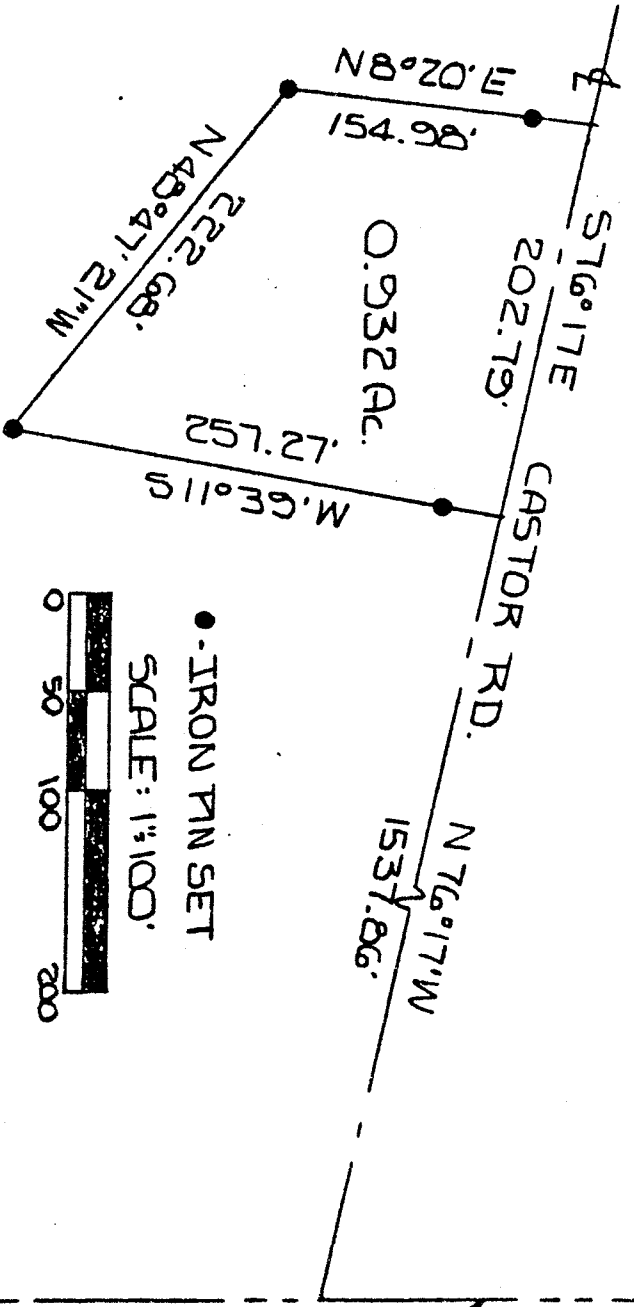 ℄
N8°20'E
154.98'
S76°17'E
202.79'
0.932 Ac.
N48°47'21"W
222.68'
257.27'
S11°39'W
CASTOR RD.
N76°17'W
1537.86'
● - IRON PIN SET
SCALE: 1"=100'
0 50 100 200